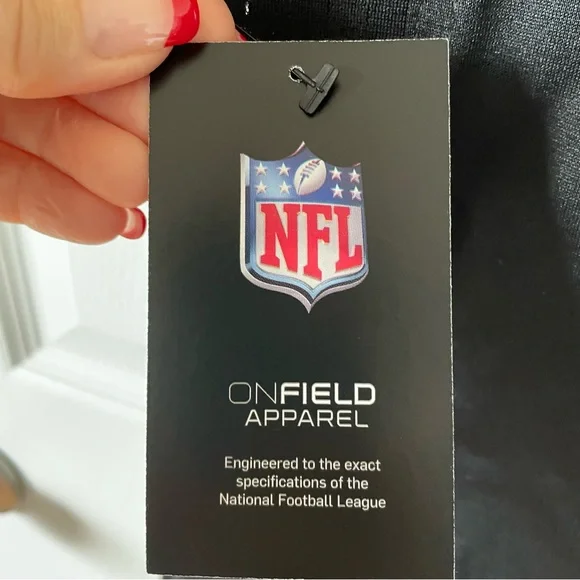 NFL
ONFIELD
APPAREL
Engineered to the exact
specifications of the
National Football League